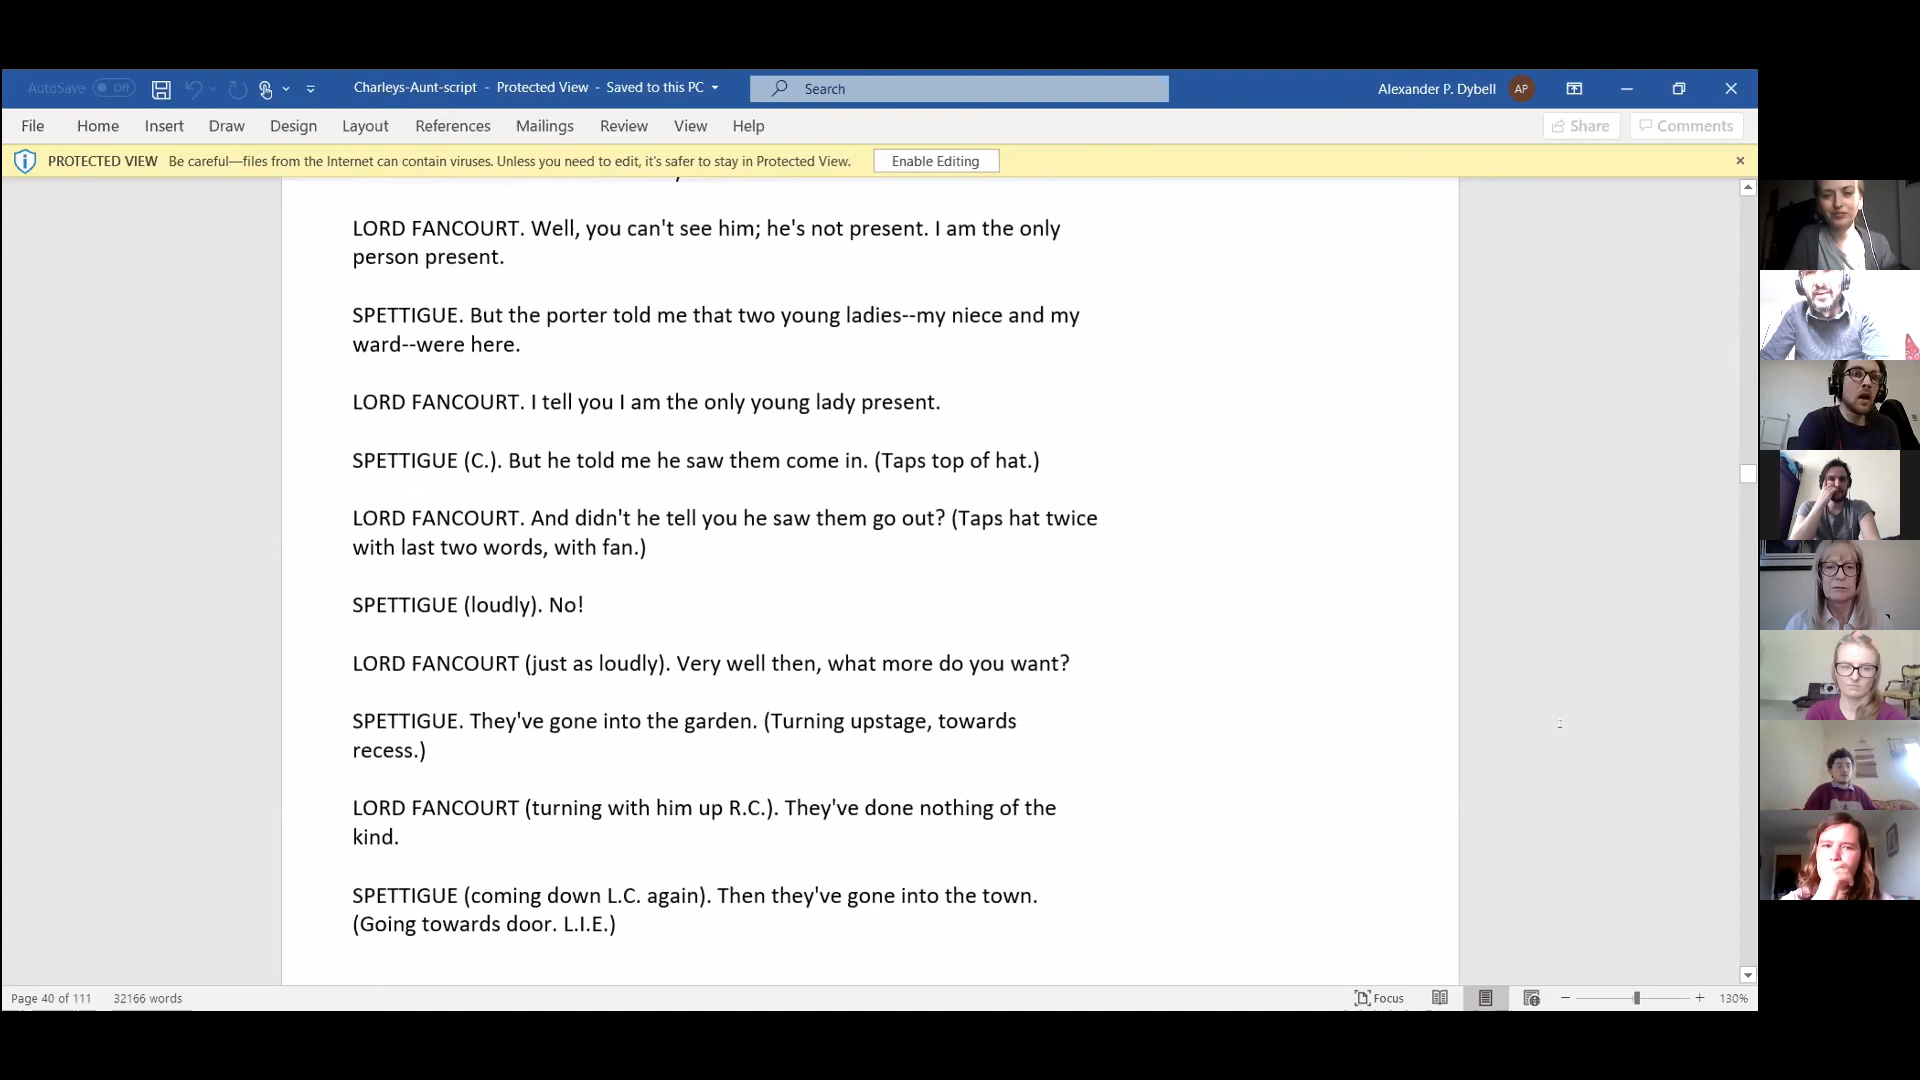 AutoSave Off
Charleys-Aunt-script - Protected View - Saved to this PC
Search
Alexander P. Dybell AP
File Home Insert Draw Design Layout References Mailings Review View Help
Share Comments
PROTECTED VIEW Be careful—files from the Internet can contain viruses. Unless you need to edit, it's safer to stay in Protected View. Enable Editing
LORD FANCOURT. Well, you can't see him; he's not present. I am the only
person present.
SPETTIGUE. But the porter told me that two young ladies--my niece and my
ward--were here.
LORD FANCOURT. I tell you I am the only young lady present.
SPETTIGUE (C.). But he told me he saw them come in. (Taps top of hat.)
LORD FANCOURT. And didn't he tell you he saw them go out? (Taps hat twice
with last two words, with fan.)
SPETTIGUE (loudly). No!
LORD FANCOURT (just as loudly). Very well then, what more do you want?
SPETTIGUE. They've gone into the garden. (Turning upstage, towards
recess.)
LORD FANCOURT (turning with him up R.C.). They've done nothing of the
kind.
SPETTIGUE (coming down L.C. again). Then they've gone into the town.
(Going towards door. L.I.E.)
Page 40 of 111 32166 words
Focus
130%